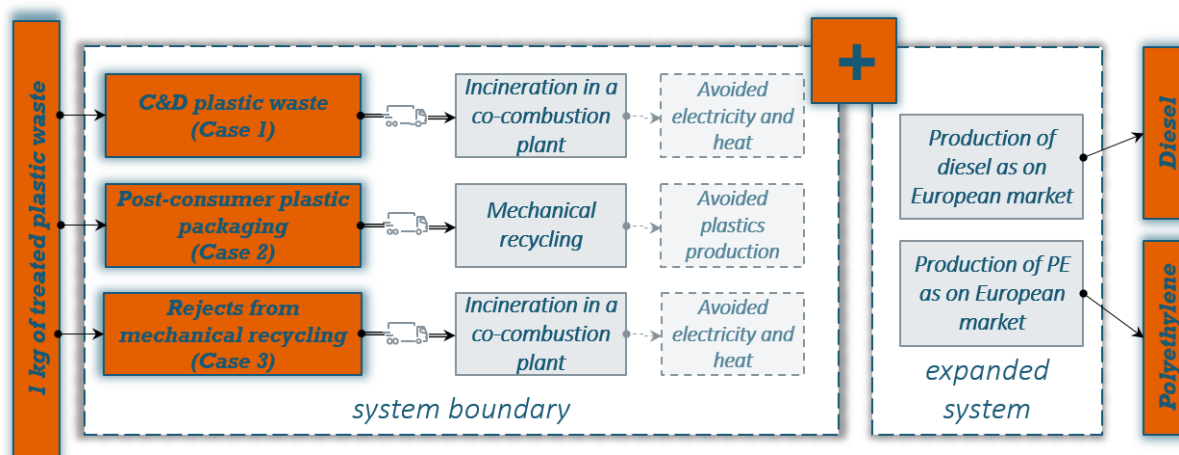 1 kg of treated plastic waste
C&D plastic waste
(Case 1)
Incineration in a
co-combustion
plant
Avoided
electricity and
heat
Post-consumer plastic
packaging
(Case 2)
Mechanical
recycling
Avoided
plastics
production
Rejects from
mechanical recycling
(Case 3)
Incineration in a
co-combustion
plant
Avoided
electricity and
heat
system boundary
+
Production of
diesel as on
European market
Production of PE
as on European
market
expanded
system
Diesel
Polyethylene